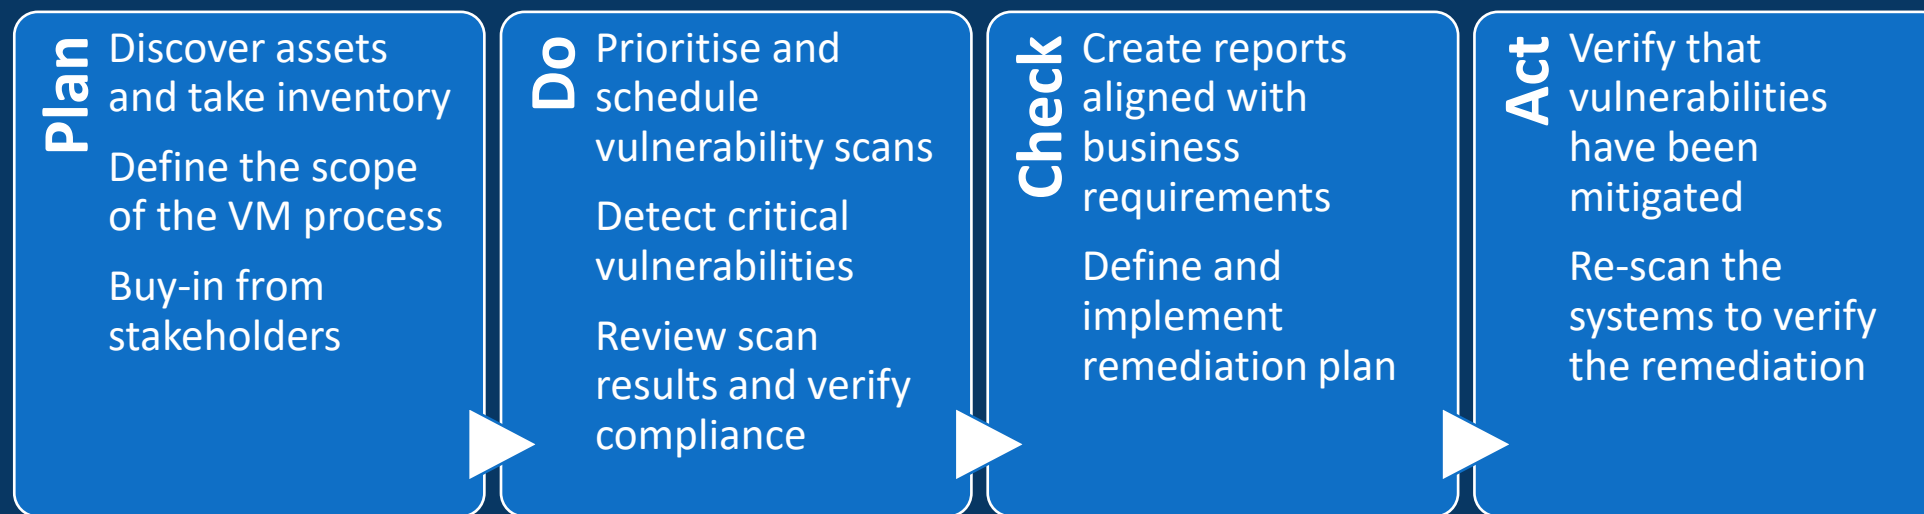 Plan
Discover assets
and take inventory
Define the scope
of the VM process
Buy-in from
stakeholders
Do
Prioritise and
schedule
vulnerability scans
Detect critical
vulnerabilities
Review scan
results and verify
compliance
Check
Create reports
aligned with
business
requirements
Define and
implement
remediation plan
Act
Verify that
vulnerabilities
have been
mitigated
Re-scan the
systems to verify
the remediation